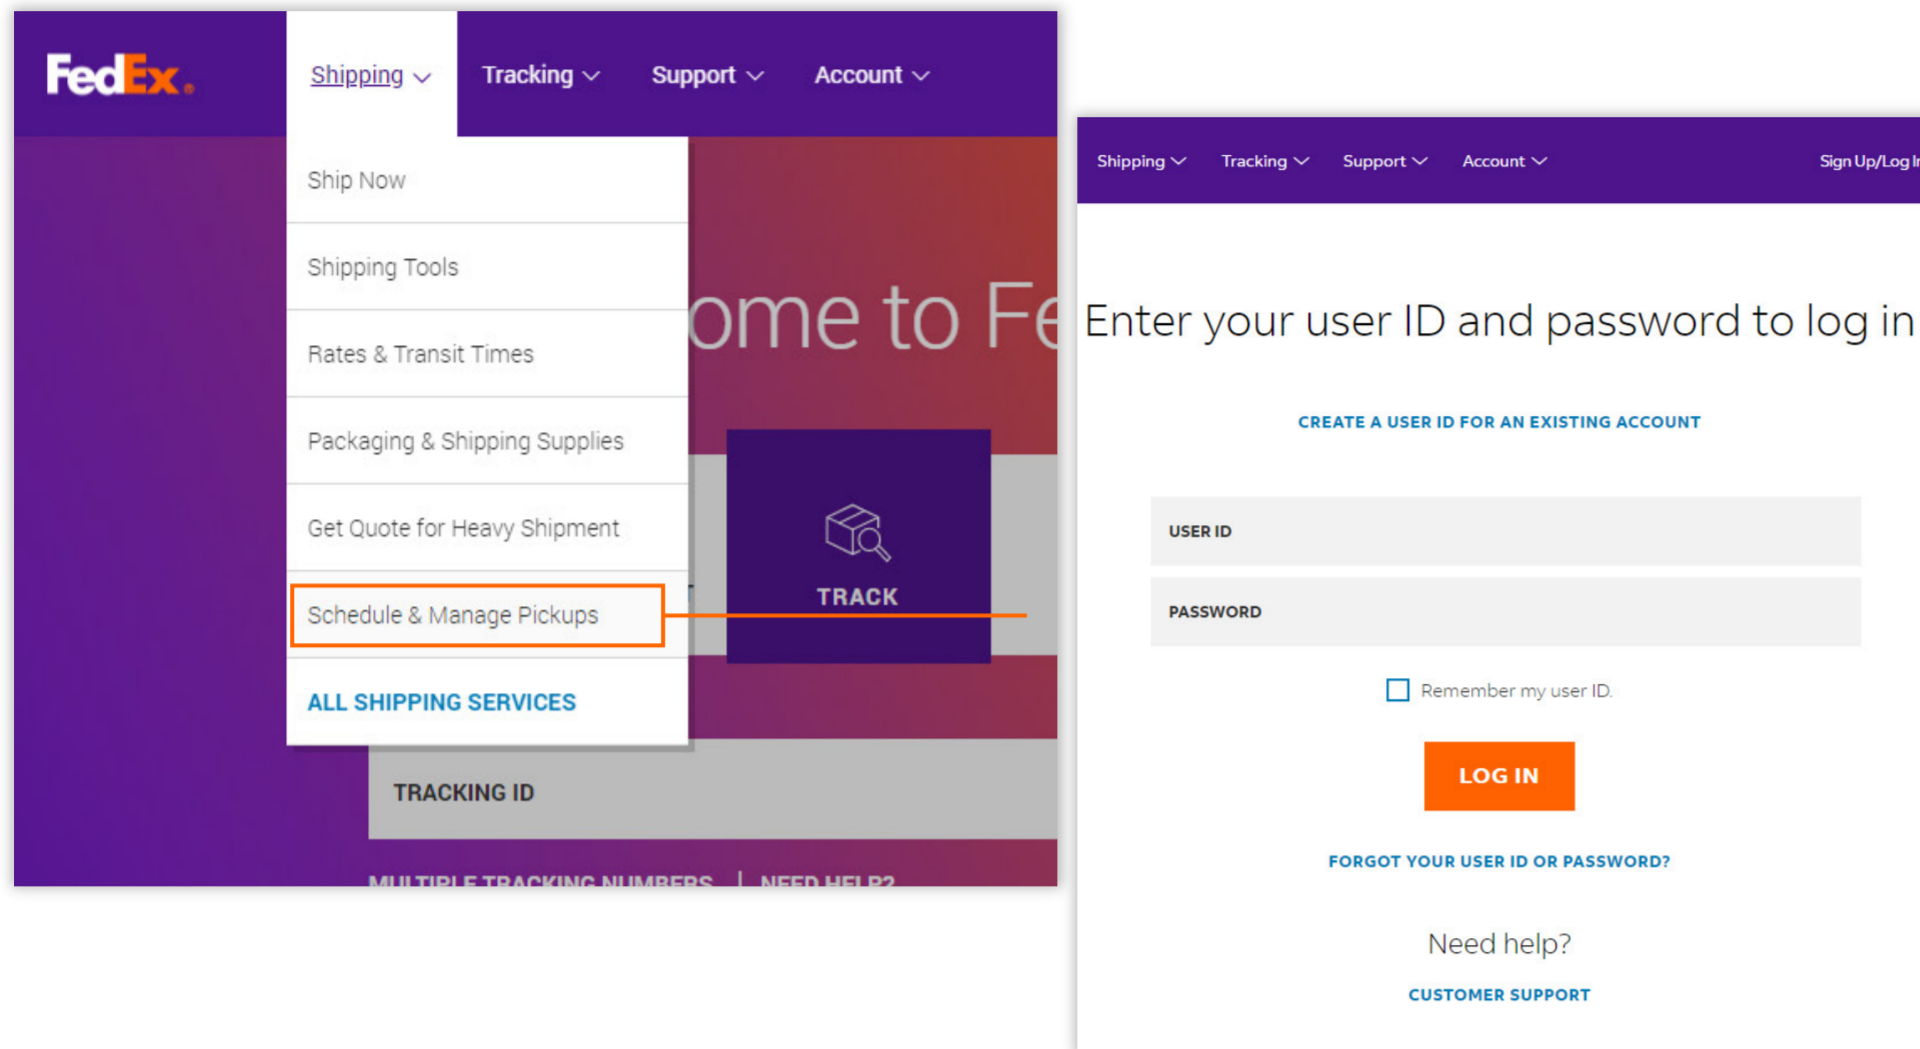 FedEx®
Shipping
Tracking
Support
Account
Ship Now
Shipping Tools
Rates & Transit Times
Packaging & Shipping Supplies
Get Quote for Heavy Shipment
Schedule & Manage Pickups
ALL SHIPPING SERVICES
ome to Fe
TRACK
TRACKING ID
MULTIPLE TRACKING NUMBERS | NEED HELP?
Shipping
Tracking
Support
Account
Sign Up/Log In
Enter your user ID and password to log in
CREATE A USER ID FOR AN EXISTING ACCOUNT
USER ID
PASSWORD
Remember my user ID.
LOG IN
FORGOT YOUR USER ID OR PASSWORD?
Need help?
CUSTOMER SUPPORT